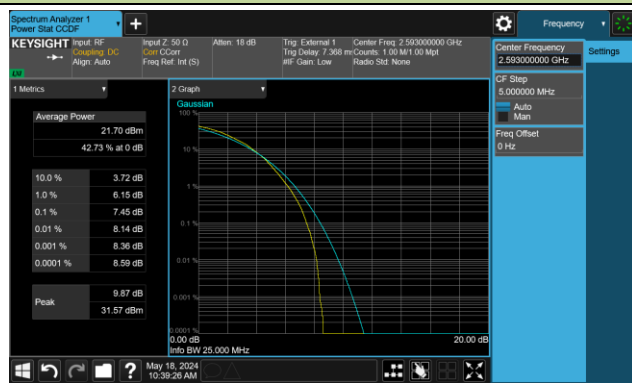 Spectrum Analyzer 1
Power Stat CCDF
+
Frequency
KEYSIGHT
Input: RF
Coupling: DC
Align: Auto
Input Z: 50 Ω
Corr CCorr
Freq Ref: Int (S)
Atten: 18 dB
Trig: External 1
Trig Delay: 7.368 ms
#IF Gain: Low
Center Freq: 2.593000000 GHz
Counts: 1.00 M/1.00 Mpt
Radio Std: None
Center Frequency
2.593000000 GHz
Settings
CF Step
5.000000 MHz
Auto
Man
Freq Offset
0 Hz
1 Metrics
Average Power
21.70 dBm
42.73 % at 0 dB
10.0 % 3.72 dB
1.0 % 6.15 dB
0.1 % 7.45 dB
0.01 % 8.14 dB
0.001 % 8.36 dB
0.0001 % 8.59 dB
Peak
9.87 dB
31.57 dBm
2 Graph
Gaussian
100 %
10 %
1 %
0.1 %
0.01 %
0.001 %
0.0001 %
0.00 dB
20.00 dB
Info BW 25.000 MHz
?
May 18, 2024
10:39:26 AM